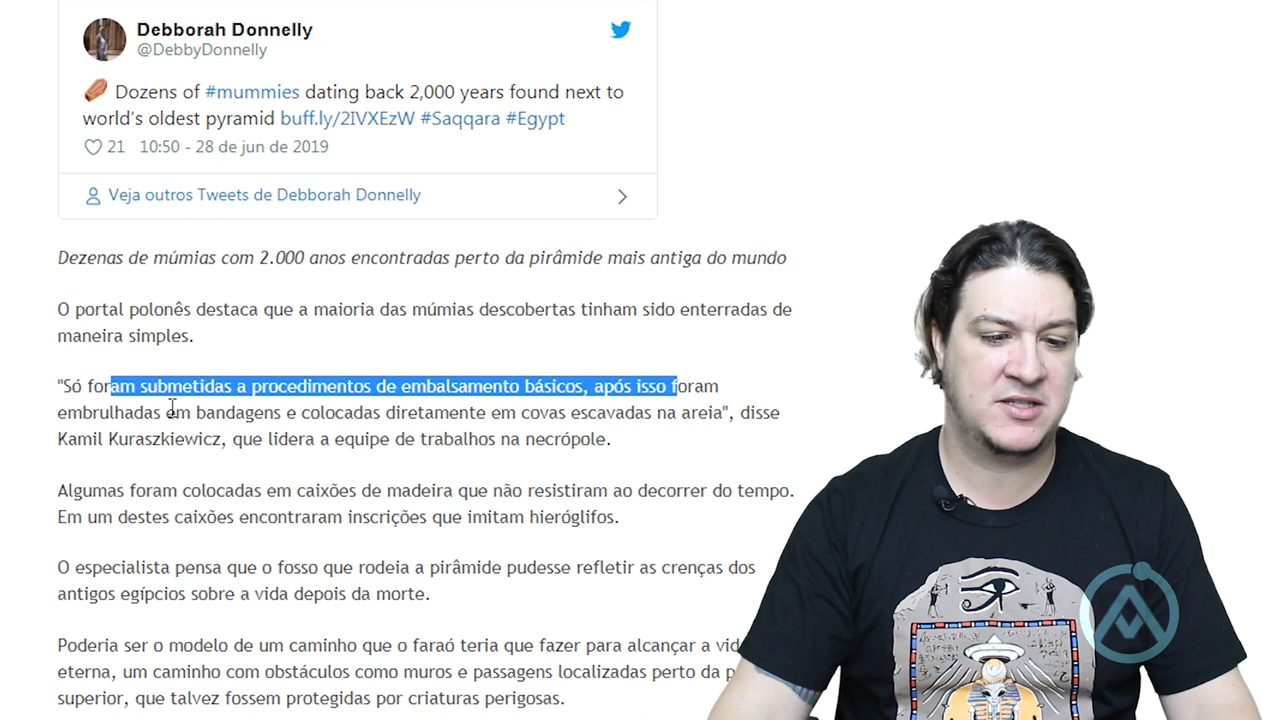 Debborah Donnelly
@DebbyDonnelly
Dozens of #mummies dating back 2,000 years found next to
world's oldest pyramid buff.ly/2IVXEzW #Saqqara #Egypt
21 10:50 - 28 de jun de 2019
Veja outros Tweets de Debborah Donnelly
Dezenas de múmias com 2.000 anos encontradas perto da pirâmide mais antiga do mundo
O portal polonês destaca que a maioria das múmias descobertas tinham sido enterradas de
maneira simples.
"Só foram submetidas a procedimentos de embalsamento básicos, após isso foram
embrulhadas em bandagens e colocadas diretamente em covas escavadas na areia", disse
Kamil Kuraszkiewicz, que lidera a equipe de trabalhos na necrópole.
Algumas foram colocadas em caixões de madeira que não resistiram ao decorrer do tempo.
Em um destes caixões encontraram inscrições que imitam hieróglifos.
O especialista pensa que o fosso que rodeia a pirâmide pudesse refletir as crenças dos
antigos egípcios sobre a vida depois da morte.
Poderia ser o modelo de um caminho que o faraó teria que fazer para alcançar a vid
eterna, um caminho com obstáculos como muros e passagens localizadas perto da p
superior, que talvez fossem protegidas por criaturas perigosas.